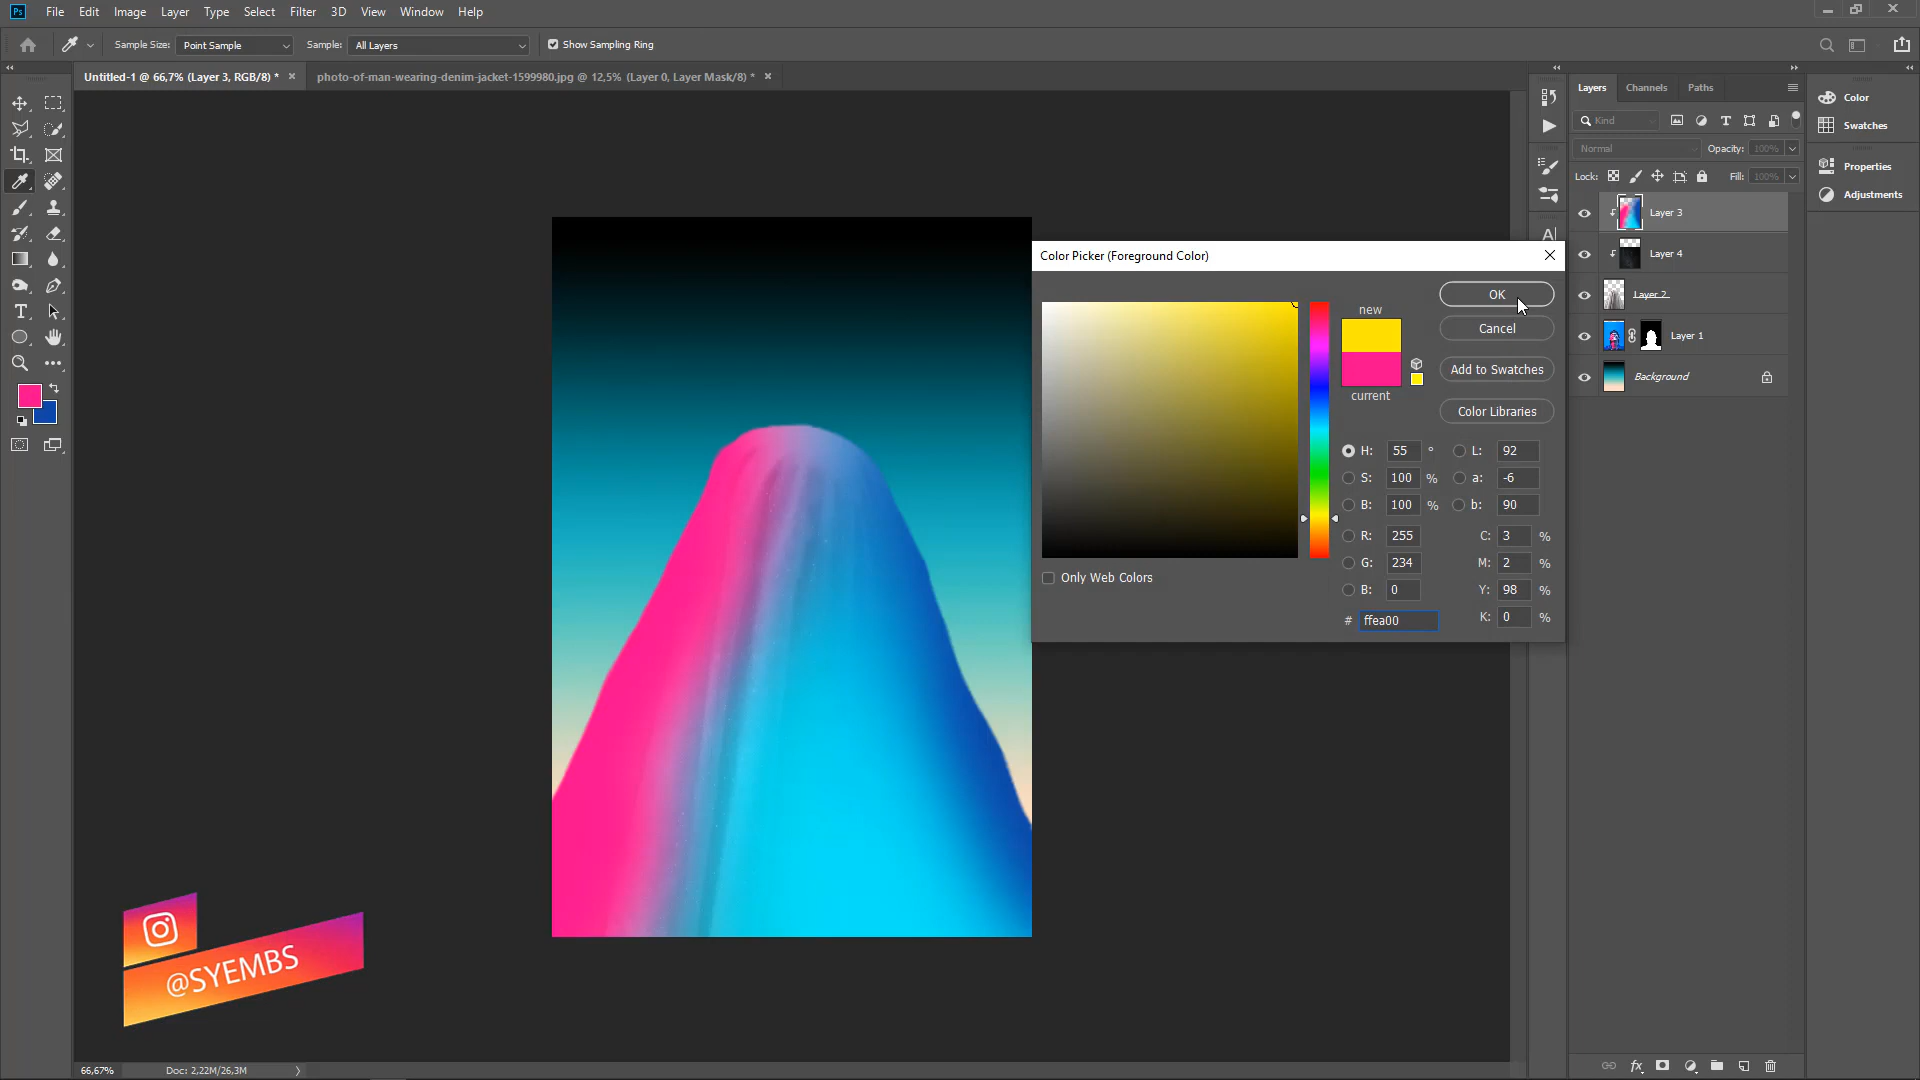 Ps File Edit Image Layer Type Select Filter 3D View Window Help
Sample Size: Point Sample Sample: All Layers Show Sampling Ring
Untitled-1 @ 66,7% (Layer 3, RGB/8) * photo-of-man-wearing-denim-jacket-1599980.jpg @ 12,5% (Layer 0, Layer Mask/8) *
Layers Channels Paths
Kind
Normal Opacity: 100%
Lock: Fill: 100%
Layer 3
Layer 4
Layer 2
Layer 1
Background
Color
Swatches
Properties
Adjustments
Color Picker (Foreground Color)
new
current
OK
Cancel
Add to Swatches
Color Libraries
H: 55 ° L: 92
S: 100 % a: -6
B: 100 % b: 90
R: 255 C: 3 %
G: 234 M: 2 %
B: 0 Y: 98 %
# ffea00 K: 0 %
Only Web Colors
@SYEMBS
66,67% Doc: 2,22M/26,3M